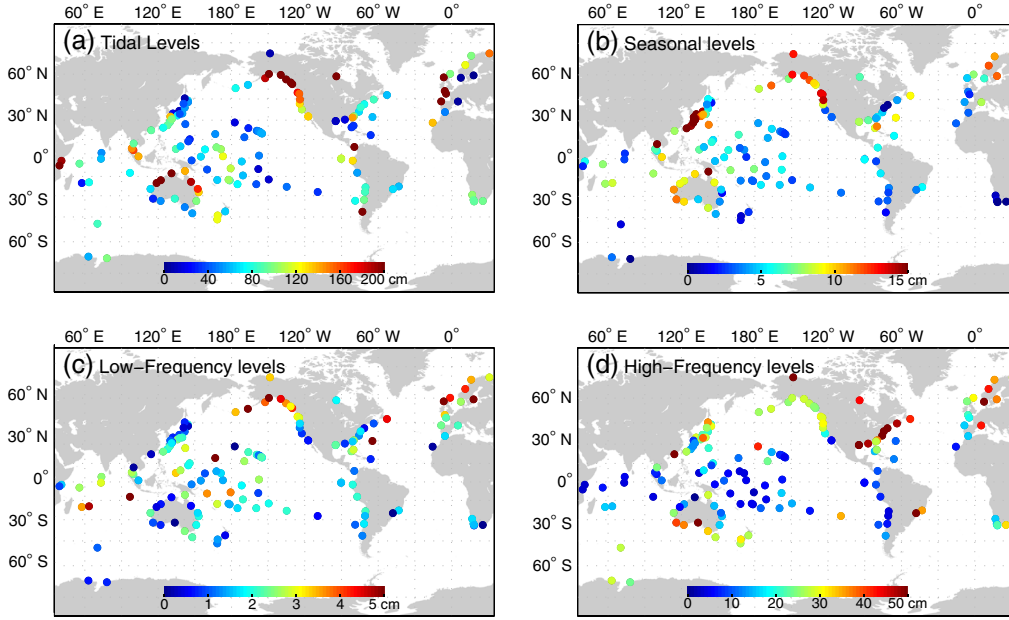 60° E 120° E 180° E 120° W 60° W 0°
60° E 120° E 180° E 120° W 60° W 0°
(a) Tidal Levels
(b) Seasonal levels
60° N
30° N
0°
30° S
60° S
0 40 80 120 160 200 cm
60° N
30° N
0°
30° S
60° S
0 5 10 15 cm
60° E 120° E 180° E 120° W 60° W 0°
60° E 120° E 180° E 120° W 60° W 0°
(c) Low-Frequency levels
(d) High-Frequency levels
60° N
30° N
0°
30° S
60° S
0 1 2 3 4 5 cm
60° N
30° N
0°
30° S
60° S
0 10 20 30 40 50 cm